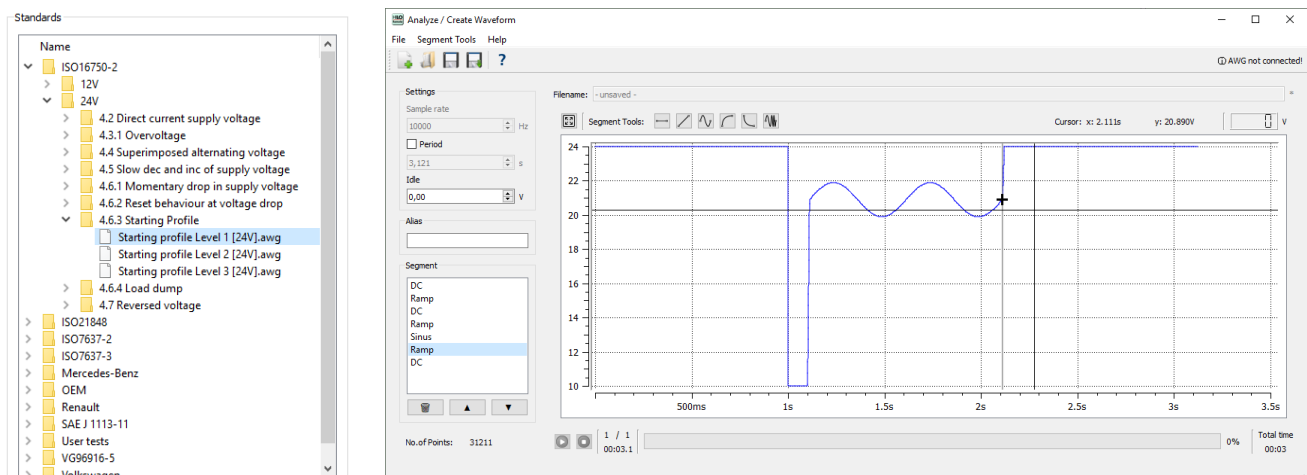 Standards
Name
ISO16750-2
12V
24V
4.2 Direct current supply voltage
4.3.1 Overvoltage
4.4 Superimposed alternating voltage
4.5 Slow dec and inc of supply voltage
4.6.1 Momentary drop in supply voltage
4.6.2 Reset behaviour at voltage drop
4.6.3 Starting Profile
Starting profile Level 1 [24V].awg
Starting profile Level 2 [24V].awg
Starting profile Level 3 [24V].awg
4.6.4 Load dump
4.7 Reversed voltage
ISO21848
ISO7637-2
ISO7637-3
Mercedes-Benz
OEM
Renault
SAE J 1113-11
User tests
VG96916-5
Volkswagen
Analyze / Create Waveform
File Segment Tools Help
AWG not connected!
Settings
Sample rate
10000 Hz
Period
3,121 s
Idle
0,00 V
Alias
Segment
DC
Ramp
DC
Ramp
Sinus
Ramp
DC
No.of Points: 31211
Filename: - unsaved - *
Segment Tools:
Cursor: x: 2.111s y: 20.890V
0 V
24
22
20
18
16
14
12
10
500ms 1s 1.5s 2s 2.5s 3s 3.5s
1 / 1
00:03.1
0%
Total time
00:03